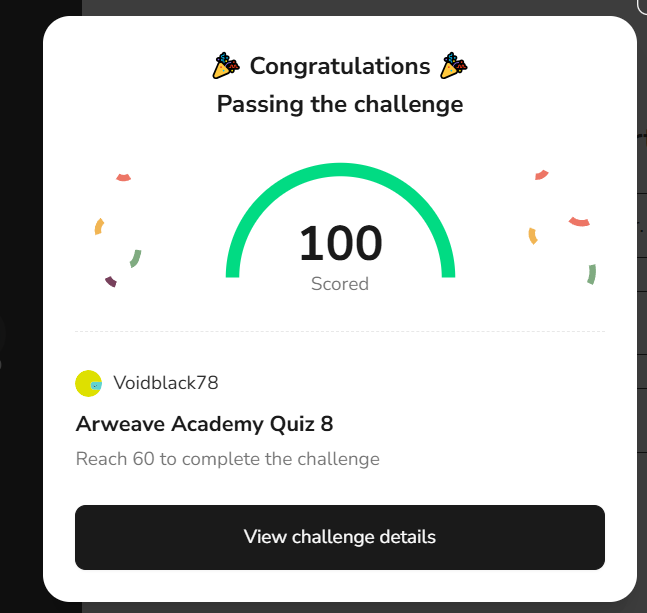 Congratulations
Passing the challenge
100
Scored
Voidblack78
Arweave Academy Quiz 8
Reach 60 to complete the challenge
View challenge details